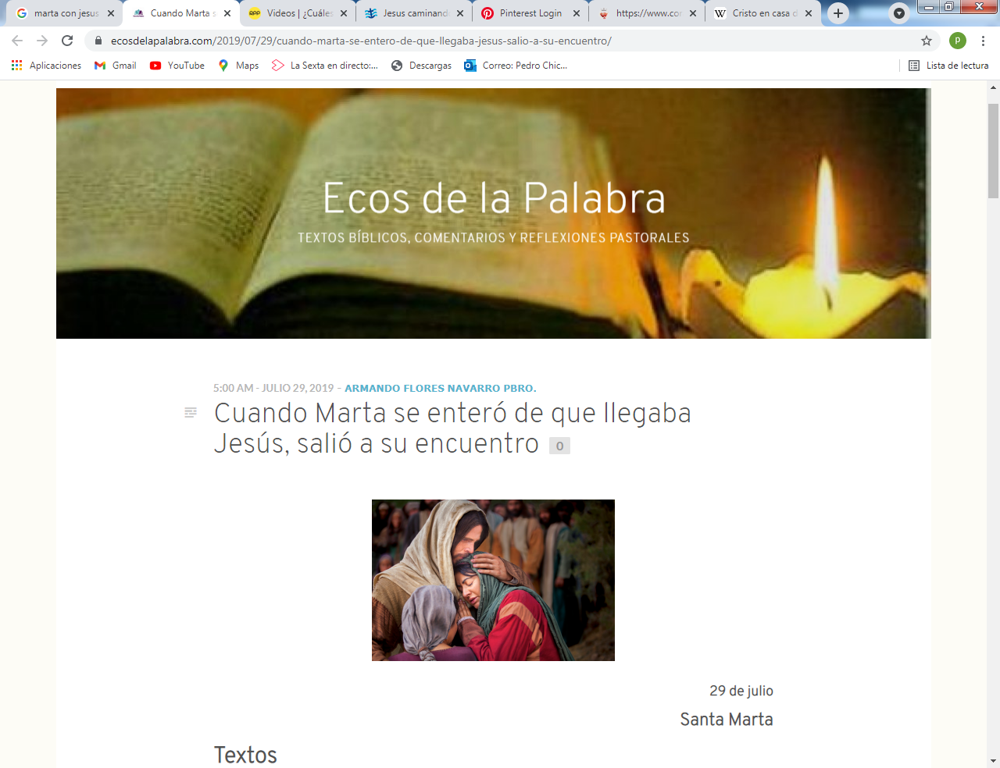 marta con jesus
Cuando Marta s
Videos | ¿Cuáles
Jesus caminand
Pinterest Login
https://www.cor
Cristo en casa d
ecosdelapalabra.com/2019/07/29/cuando-marta-se-entero-de-que-llegaba-jesus-salio-a-su-encuentro/
P
Aplicaciones
Gmail
YouTube
Maps
La Sexta en directo:...
Descargas
Correo: Pedro Chic...
Lista de lectura
Ecos de la Palabra
TEXTOS BÍBLICOS, COMENTARIOS Y REFLEXIONES PASTORALES
5:00 AM - JULIO 29, 2019 - ARMANDO FLORES NAVARRO PBRO.
Cuando Marta se enteró de que llegaba
Jesús, salió a su encuentro 0
29 de julio
Santa Marta
Textos